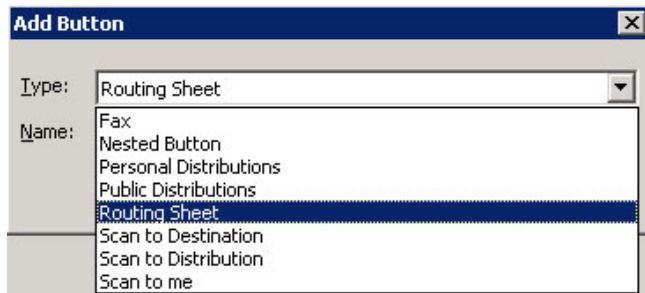 Add Button
Type: Routing Sheet
Name:
Fax
Nested Button
Personal Distributions
Public Distributions
Routing Sheet
Scan to Destination
Scan to Distribution
Scan to me